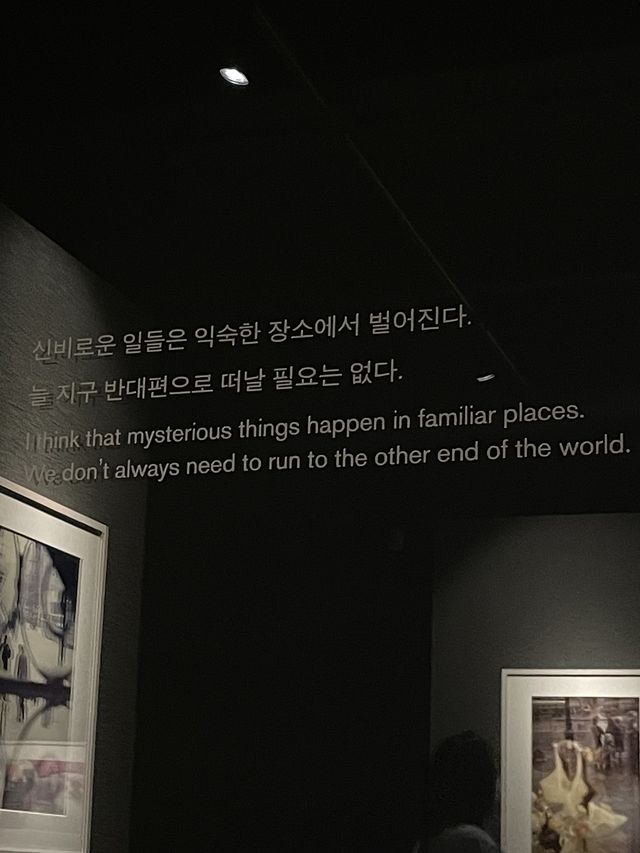 신비로운 일들은 익숙한 장소에서 벌어진다.
늘 지구 반대편으로 떠날 필요는 없다.
I think that mysterious things happen in familiar places.
We don't always need to run to the other end of the world.